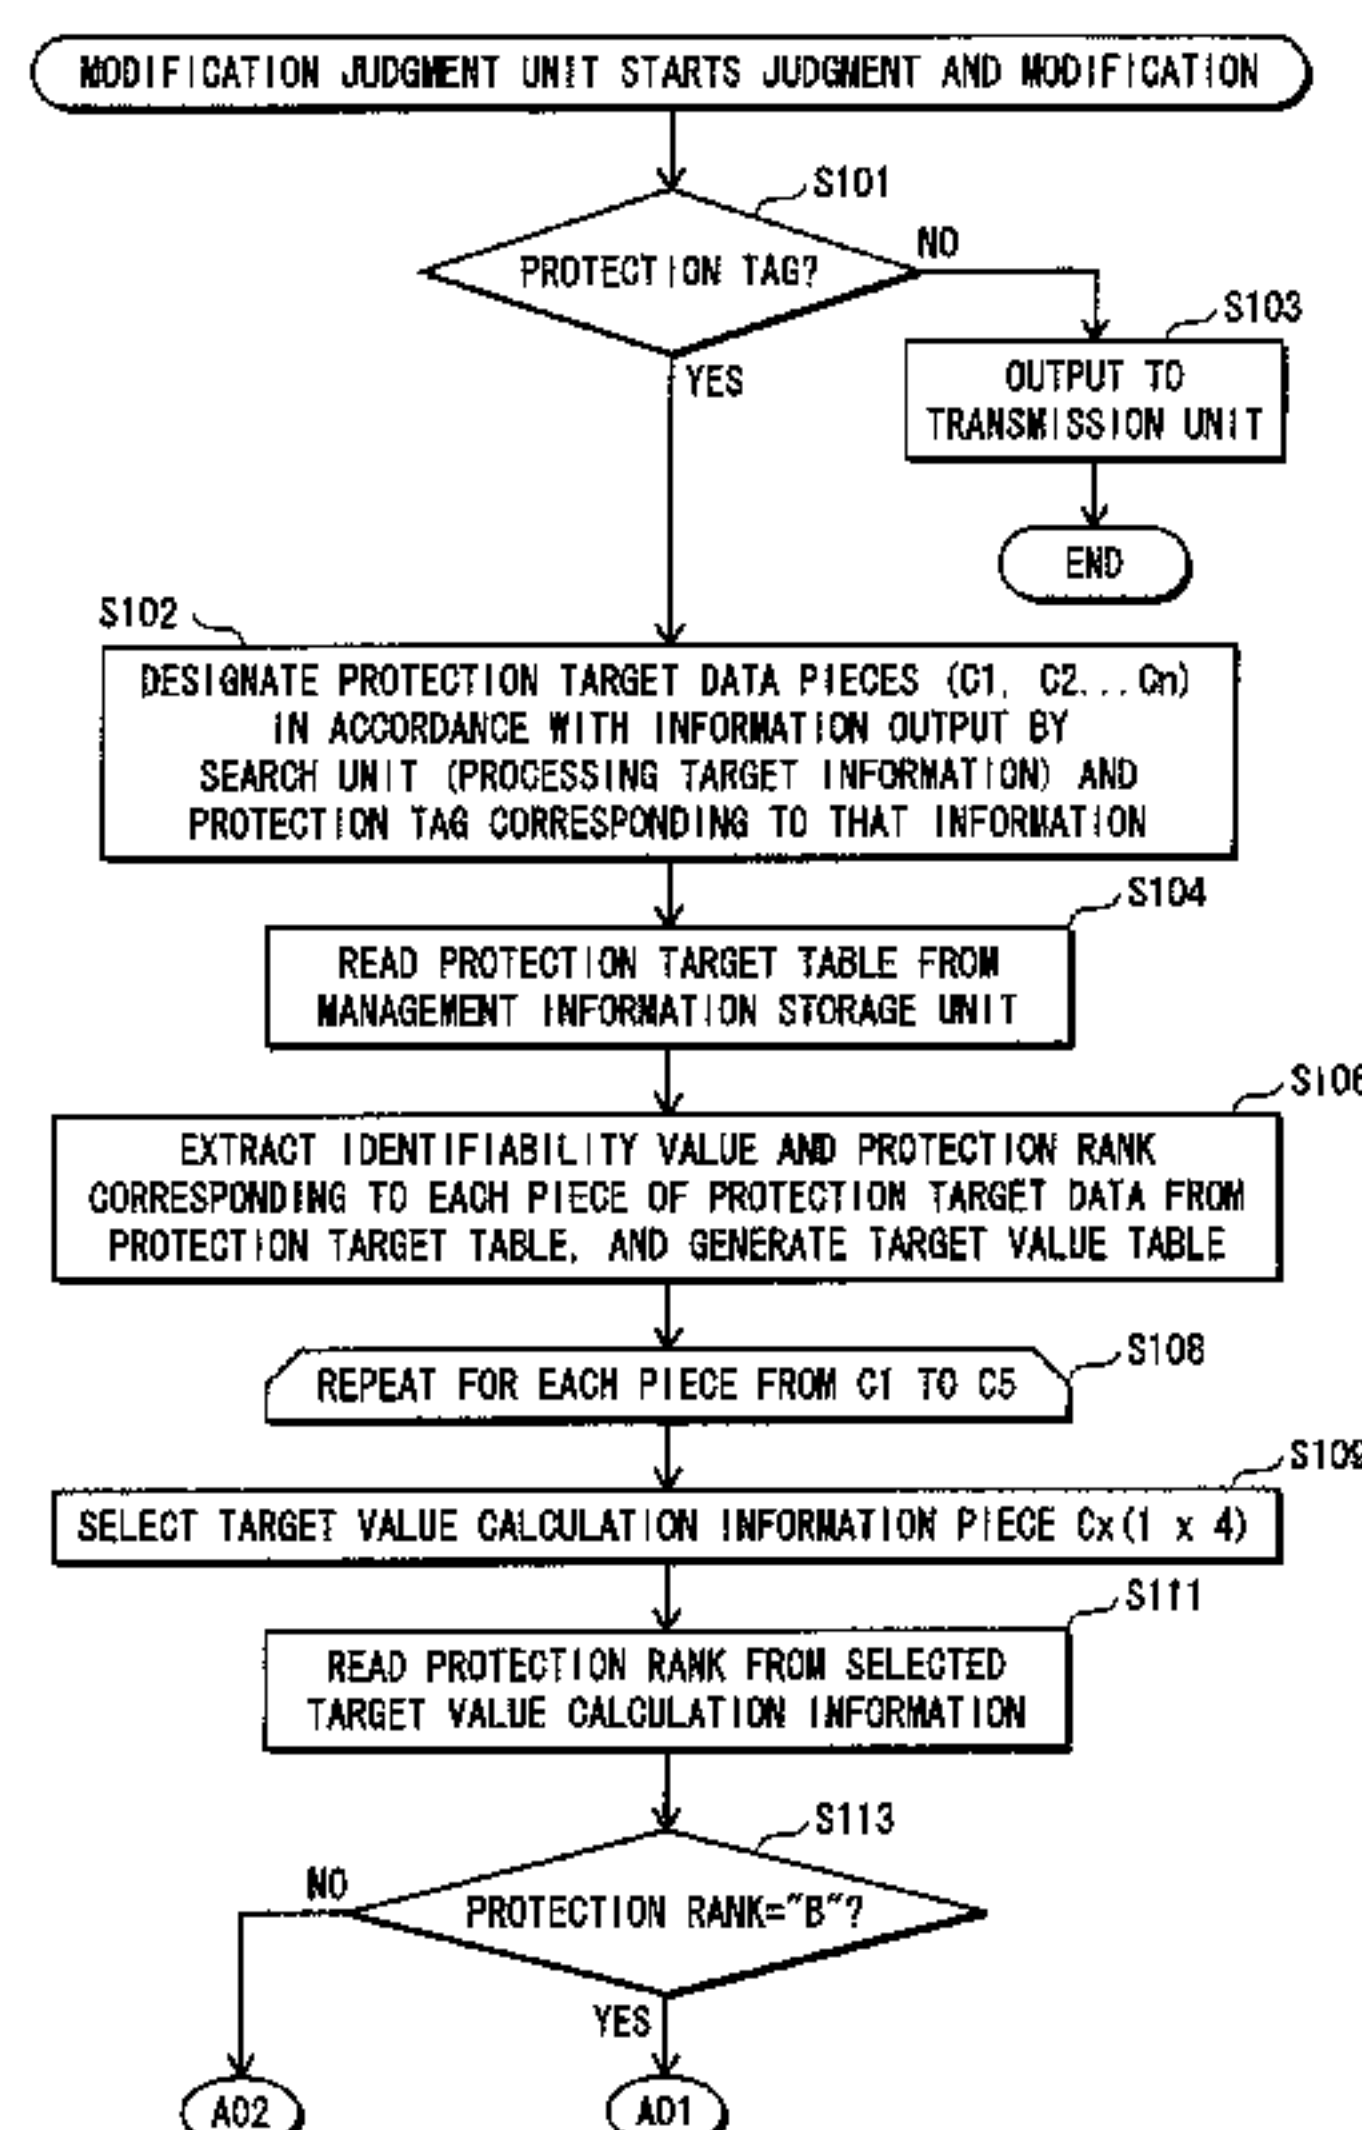 MODIFICATION JUDGMENT UNIT STARTS JUDGMENT AND MODIFICATION
S101
PROTECTION TAG?
NO
S103
OUTPUT TO
TRANSMISSION UNIT
YES
END
S102
DESIGNATE PROTECTION TARGET DATA PIECES (C1, C2...Cn)
IN ACCORDANCE WITH INFORMATION OUTPUT BY
SEARCH UNIT (PROCESSING TARGET INFORMATION) AND
PROTECTION TAG CORRESPONDING TO THAT INFORMATION
S104
READ PROTECTION TARGET TABLE FROM
MANAGEMENT INFORMATION STORAGE UNIT
S106
EXTRACT IDENTIFIABILITY VALUE AND PROTECTION RANK
CORRESPONDING TO EACH PIECE OF PROTECTION TARGET DATA FROM
PROTECTION TARGET TABLE, AND GENERATE TARGET VALUE TABLE
S108
REPEAT FOR EACH PIECE FROM C1 TO C5
S109
SELECT TARGET VALUE CALCULATION INFORMATION PIECE Cx(1 x 4)
S111
READ PROTECTION RANK FROM SELECTED
TARGET VALUE CALCULATION INFORMATION
S113
PROTECTION RANK="B"?
NO
YES
A02
A01